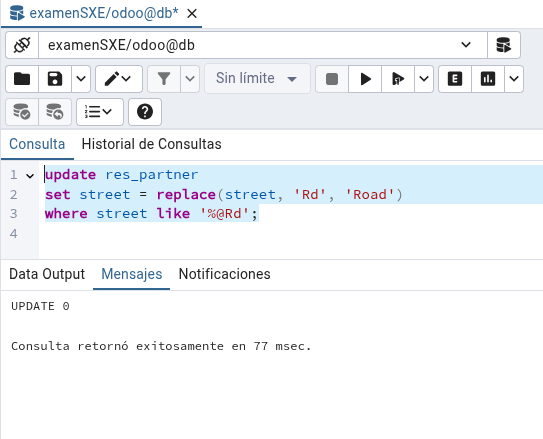 examenSXE/odoo@db*
examenSXE/odoo@db
Sin límite
E
Consulta Historial de Consultas
1 update res_partner
2 set street = replace(street, 'Rd', 'Road')
3 where street like '%@Rd';
4
Data Output Mensajes Notificaciones
UPDATE 0
Consulta retornó exitosamente en 77 msec.